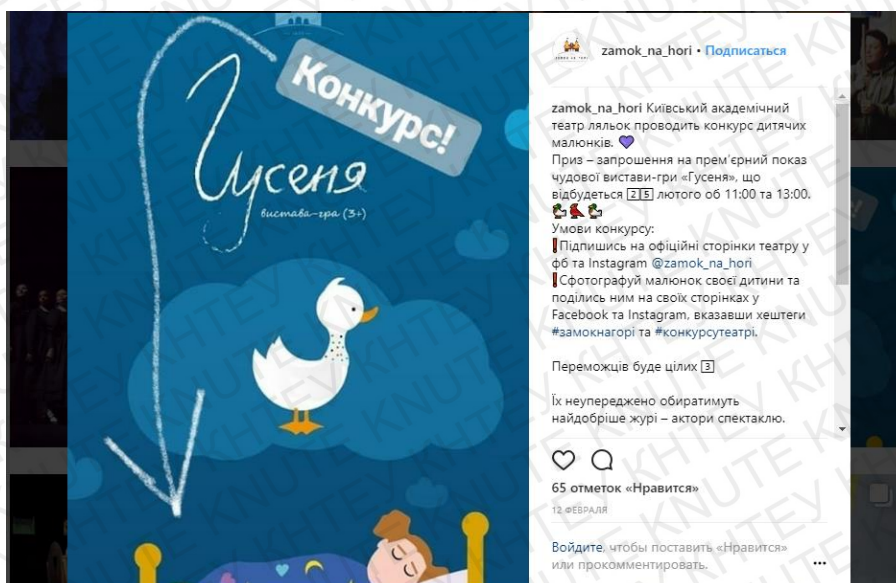 Конкурс!
Гусеня
вистава-гра (3+)
zamok_na_hori • Подписаться
zamok_na_hori Київський академічний
театр ляльок проводить конкурс дитячих
малюнків. 💜
Приз – запрошення на прем'єрний показ
чудової вистави-гри «Гусеня», що
відбудеться 2️⃣5️⃣ лютого об 11:00 та 13:00.
Умови конкурсу:
❗Підпишись на офіційні сторінки театру у
фб та Instagram @zamok_na_hori
❗Сфотографуй малюнок своєї дитини та
поділись ним на своїх сторінках у
Facebook та Instagram, вказавши хештеги
#замокнагорі та #конкурсутеатрі.
Переможців буде цілих 3️⃣
Їх неупереджено обиратимуть
найдобріше журі – актори спектаклю.
65 отметок «Нравится»
12 ФЕВРАЛЯ
Войдите, чтобы поставить «Нравится»
или прокомментировать.
KHTEY KNUTE